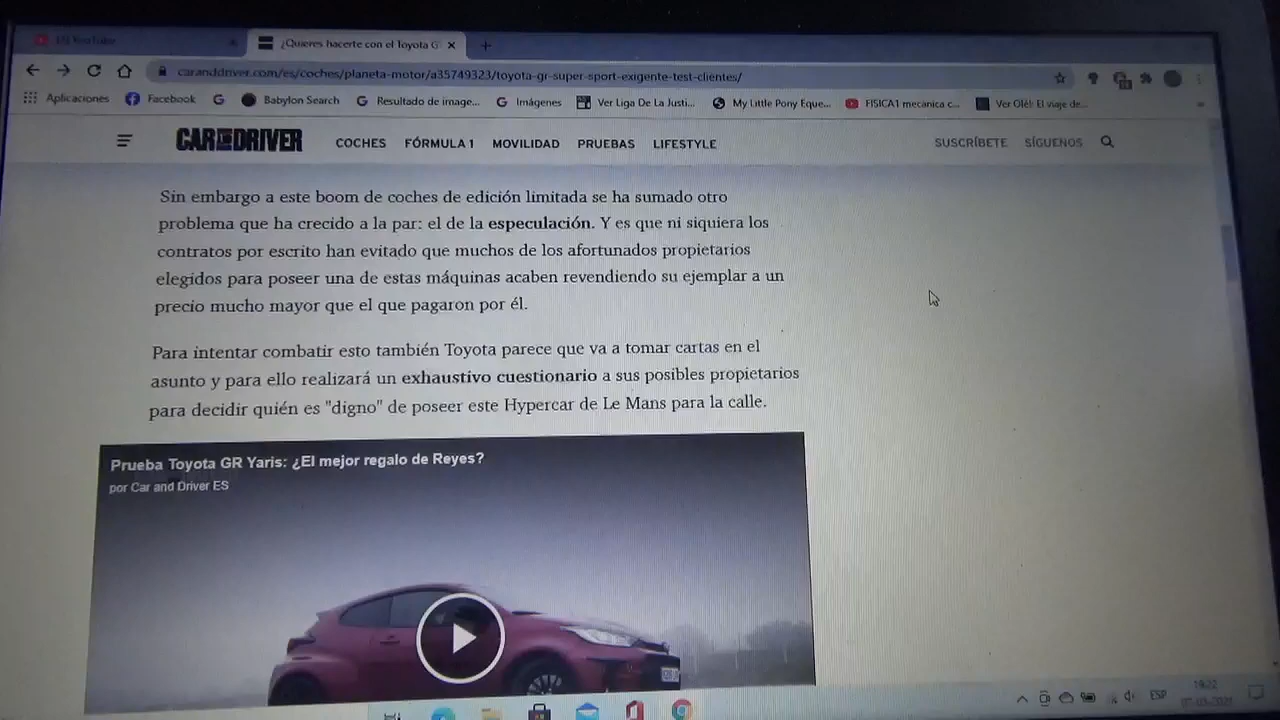 YouTube
¿Quieres hacerte con el Toyota G
caranddriver.com/es/coches/planeta-motor/a35749323/toyota-gr-super-sport-exigente-test-clientes/
Aplicaciones Facebook Babylon Search Resultado de image... Imágenes Ver Liga De La Justi... My Little Pony Eque... FISICA1 mecanica c... Ver Olé!: El viaje de...
CAR AND DRIVER COCHES FÓRMULA 1 MOVILIDAD PRUEBAS LIFESTYLE SUSCRÍBETE SÍGUENOS
Sin embargo a este boom de coches de edición limitada se ha sumado otro
problema que ha crecido a la par: el de la especulación. Y es que ni siquiera los
contratos por escrito han evitado que muchos de los afortunados propietarios
elegidos para poseer una de estas máquinas acaben revendiendo su ejemplar a un
precio mucho mayor que el que pagaron por él.
Para intentar combatir esto también Toyota parece que va a tomar cartas en el
asunto y para ello realizará un exhaustivo cuestionario a sus posibles propietarios
para decidir quién es "digno" de poseer este Hypercar de Le Mans para la calle.
Prueba Toyota GR Yaris: ¿El mejor regalo de Reyes?
por Car and Driver ES
ESP
19:22
07-03-2021